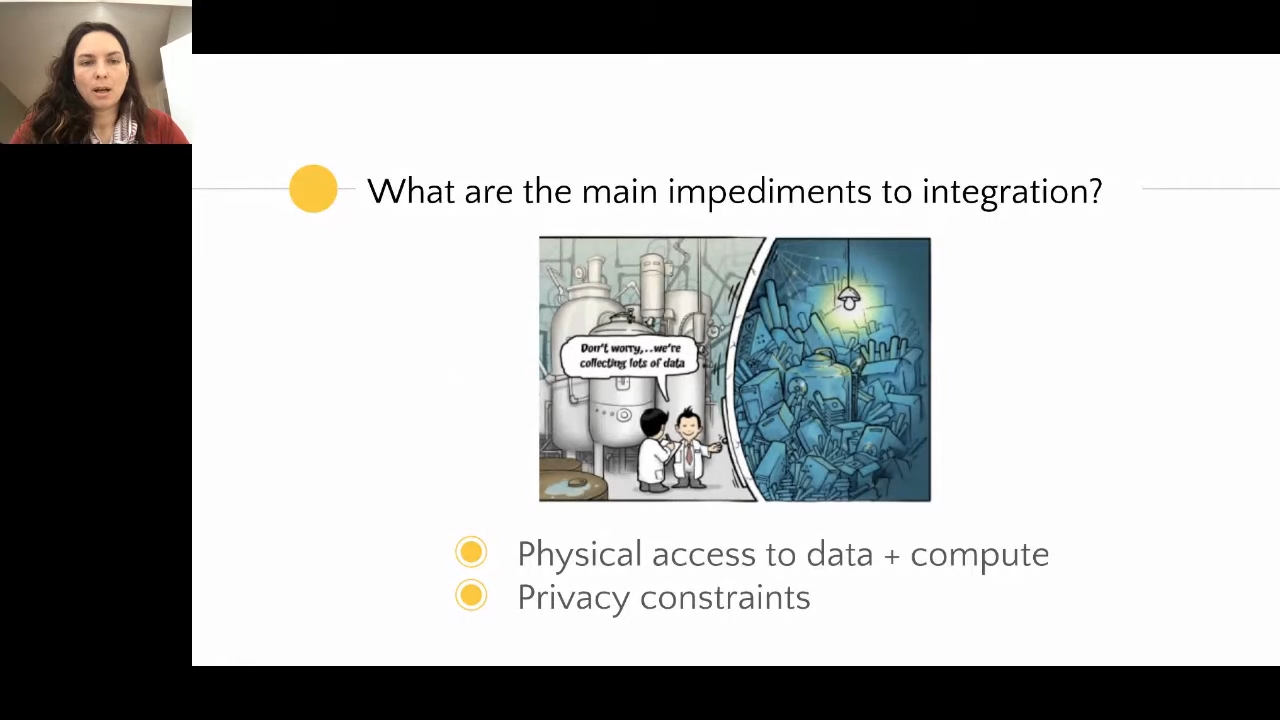 What are the main impediments to integration?
Don't worry,..we're
collecting lots of data
Physical access to data + compute
Privacy constraints